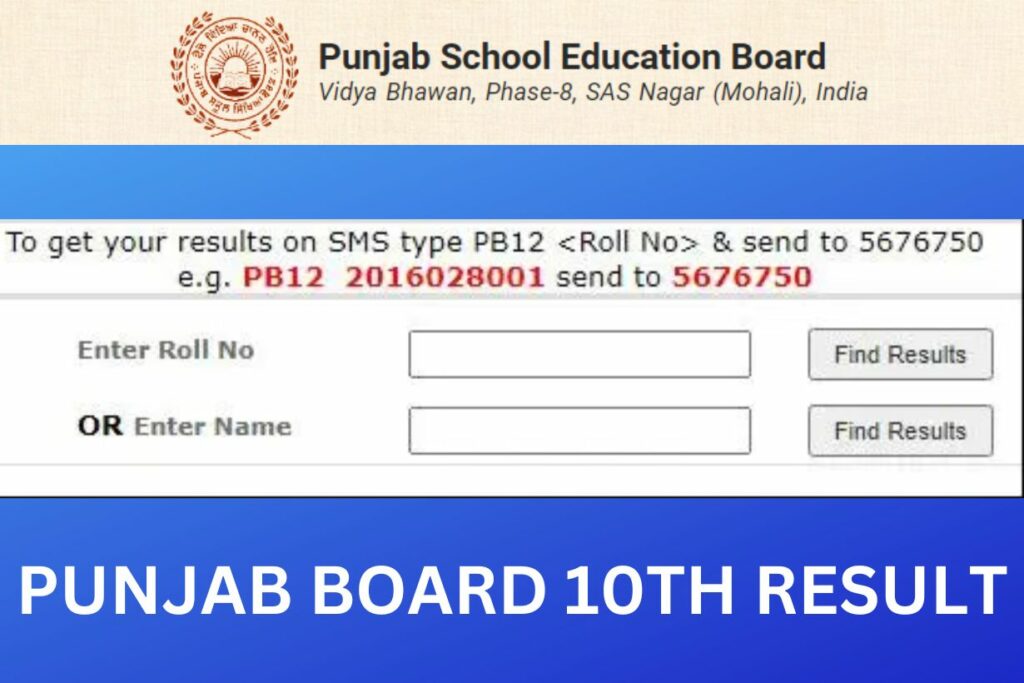 Punjab School Education Board
Vidya Bhawan, Phase-8, SAS Nagar (Mohali), India
To get your results on SMS type PB12 <Roll No> & send to 5676750
e.g. PB12 2016028001 send to 5676750
Enter Roll No
Find Results
OR Enter Name
Find Results
PUNJAB BOARD 10TH RESULT